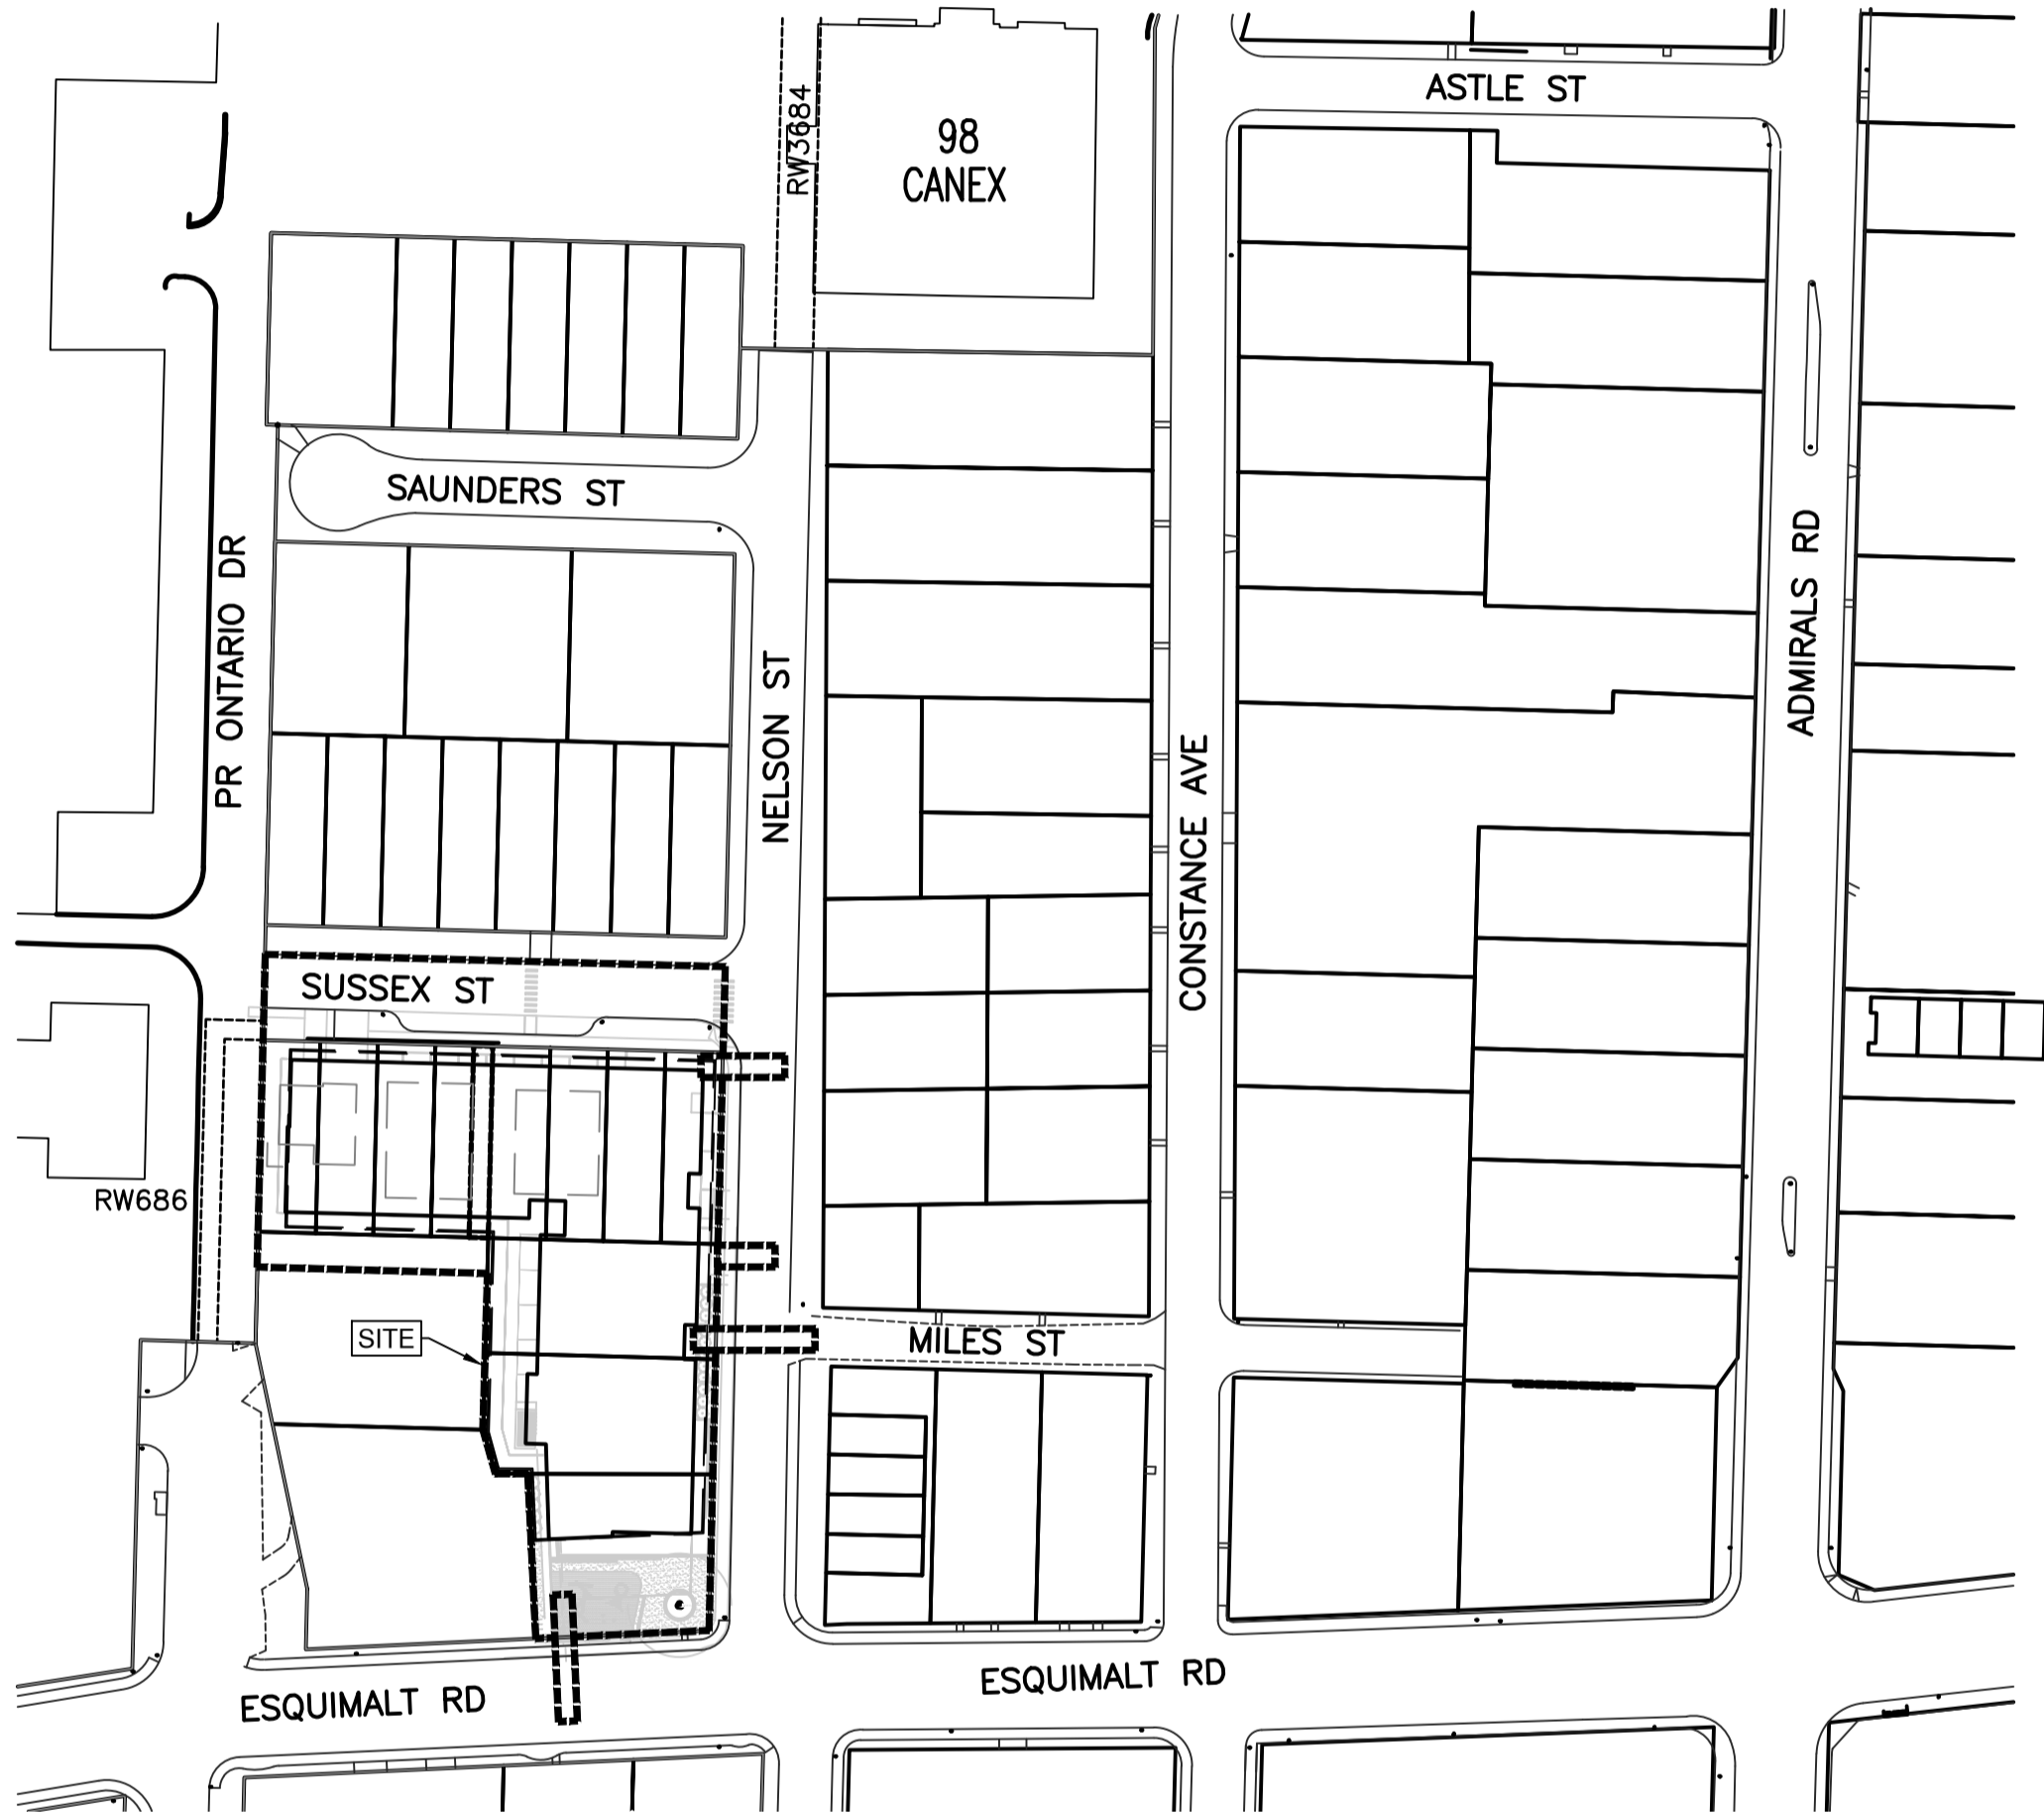 ASTLE ST
RW3684
98
CANEX
SAUNDERS ST
PR ONTARIO DR
NELSON ST
CONSTANCE AVE
ADMIRALS RD
SUSSEX ST
RW686
SITE
MILES ST
ESQUIMALT RD
ESQUIMALT RD